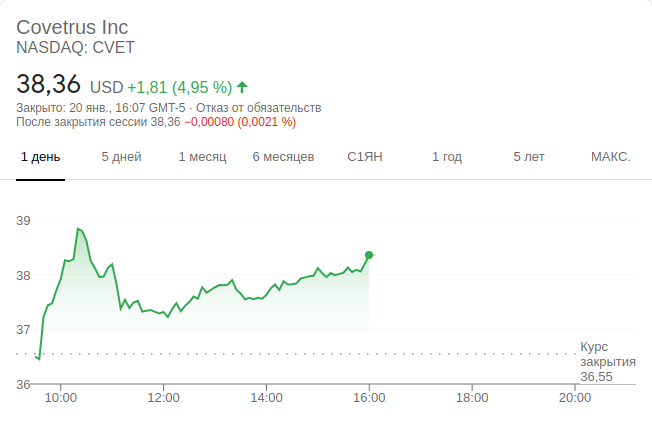 Covetrus Inc
NASDAQ: CVET
38,36 USD +1,81 (4,95 %)
Закрыто: 20 янв., 16:07 GMT-5 · Отказ от обязательств
После закрытия сессии 38,36 −0,00080 (0,0021 %)
1 день 5 дней 1 месяц 6 месяцев С1ЯН 1 год 5 лет МАКС.
39
38
37
Курс
закрытия
36,55
36
10:00 12:00 14:00 16:00 18:00 20:00